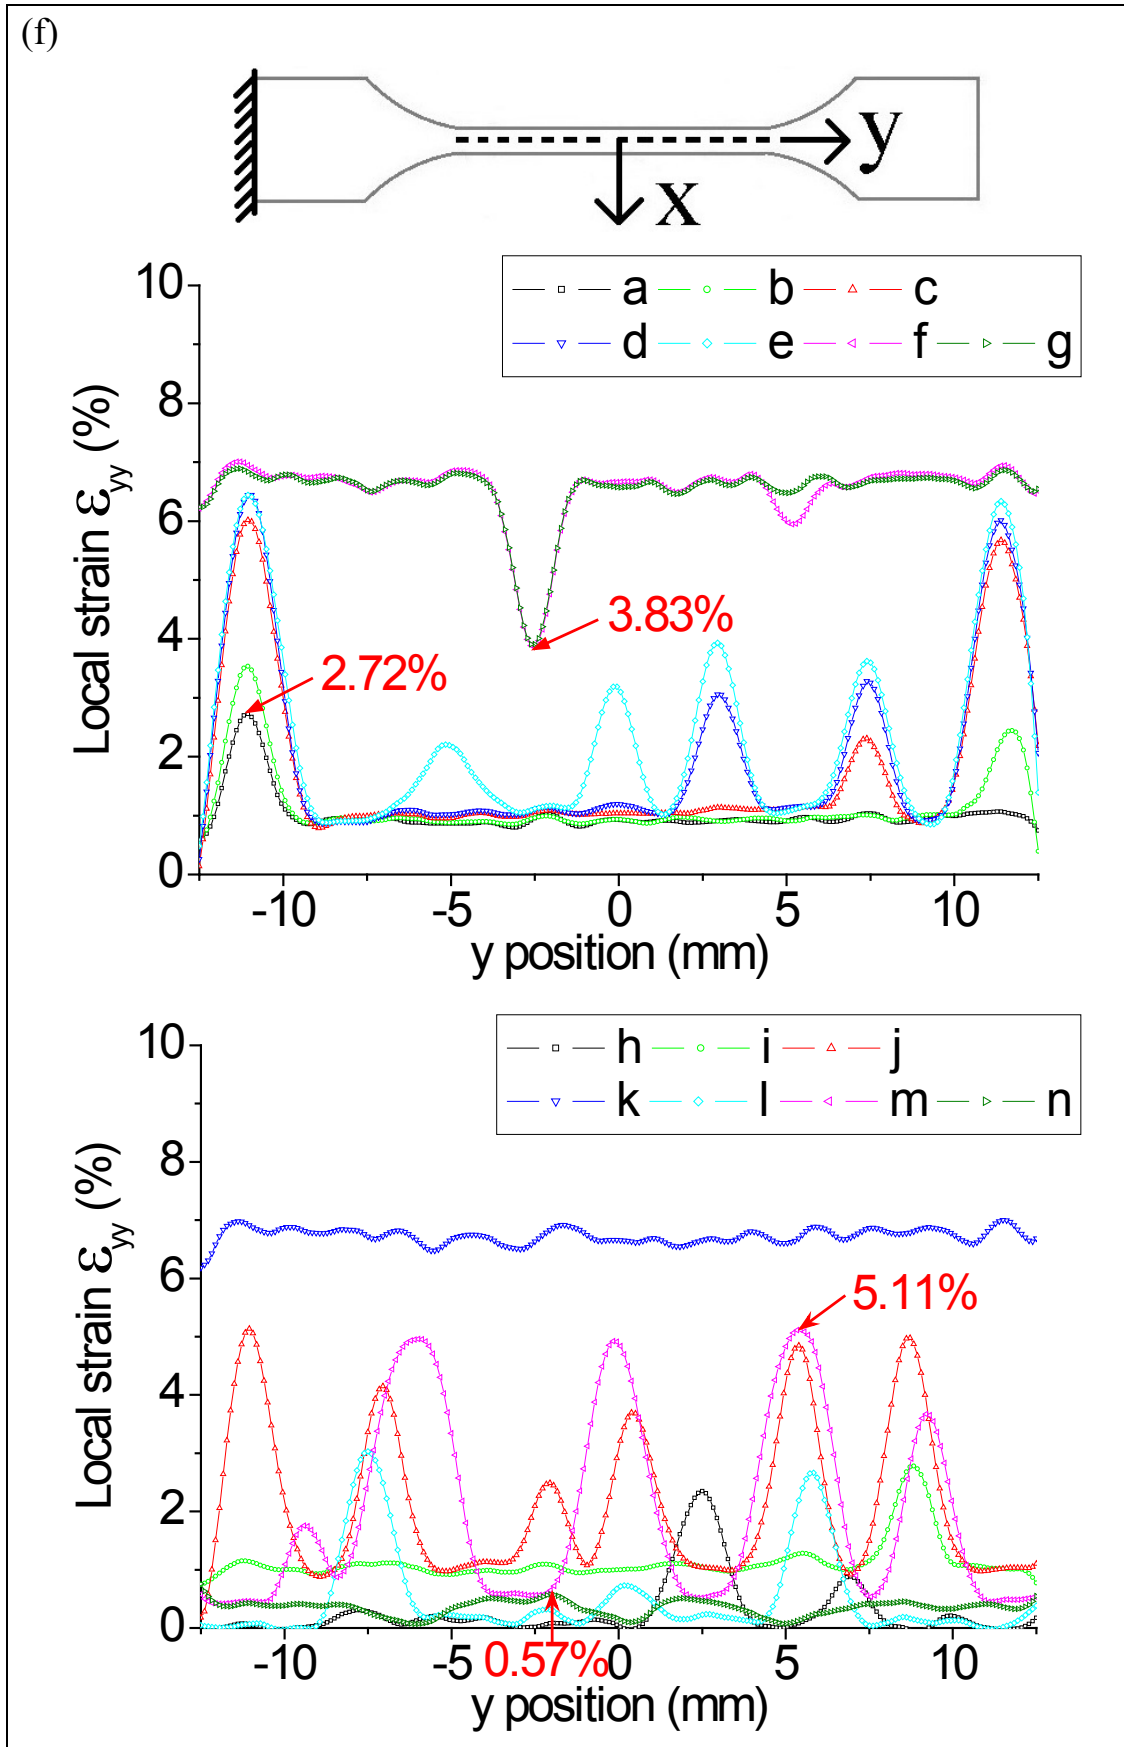 (f)
y
x
a b c
d e f g
10
8
6
4
2
0
Local strain εyy (%)
3.83%
2.72%
-10 -5 0 5 10
y position (mm)
h i j
k l m n
10
8
6
4
2
0
Local strain εyy (%)
5.11%
0.57%
-10 -5 0 5 10
y position (mm)